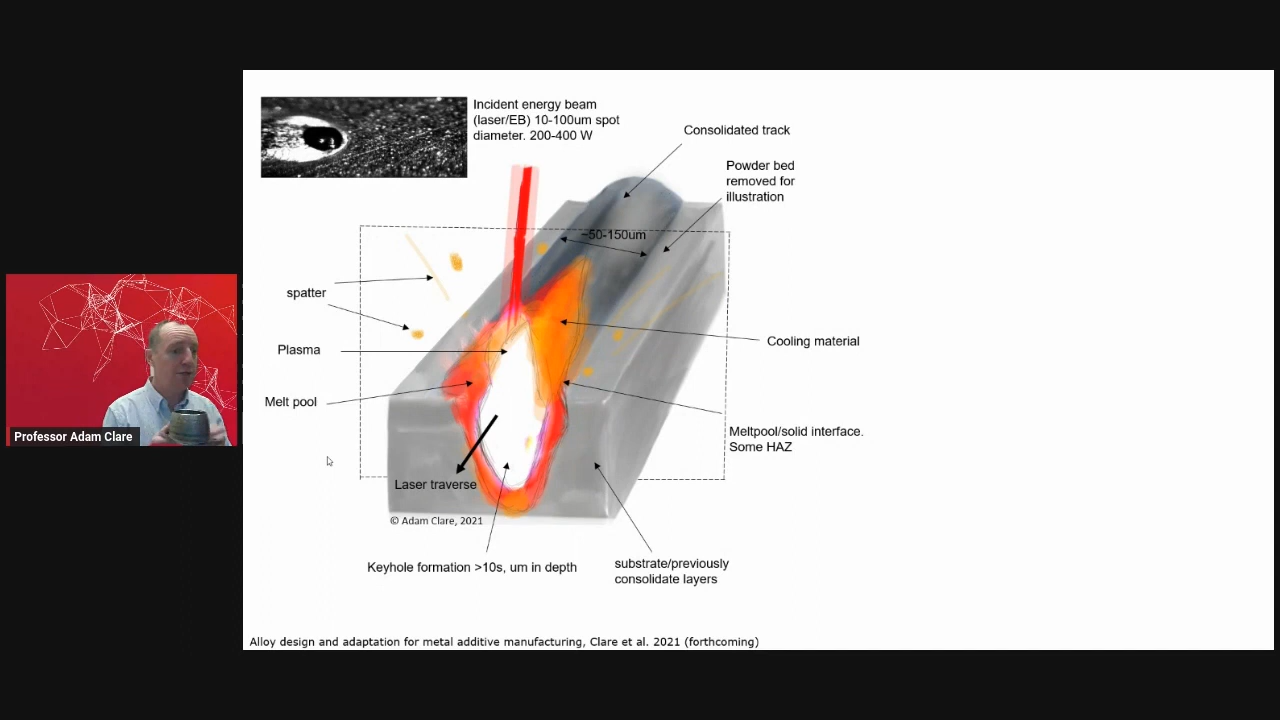 Incident energy beam
(laser/EB) 10-100um spot
diameter. 200-400 W
Consolidated track
Powder bed
removed for
illustration
~50-150um
spatter
Plasma
Cooling material
Melt pool
Meltpool/solid interface.
Some HAZ
Professor Adam Clare
Laser traverse
© Adam Clare, 2021
Keyhole formation >10s, um in depth
substrate/previously
consolidate layers
Alloy design and adaptation for metal additive manufacturing, Clare et al. 2021 (forthcoming)